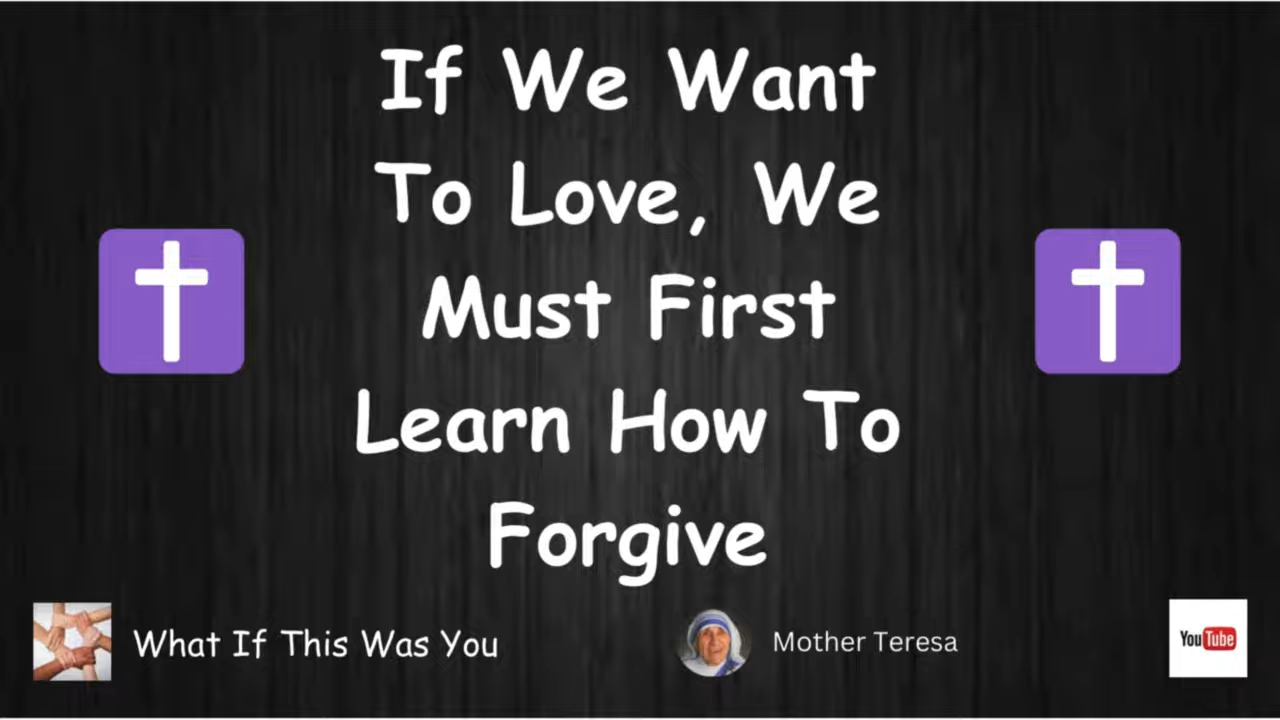 If We Want
To Love, We
Must First
Learn How To
Forgive
What If This Was You
Mother Teresa
YouTube